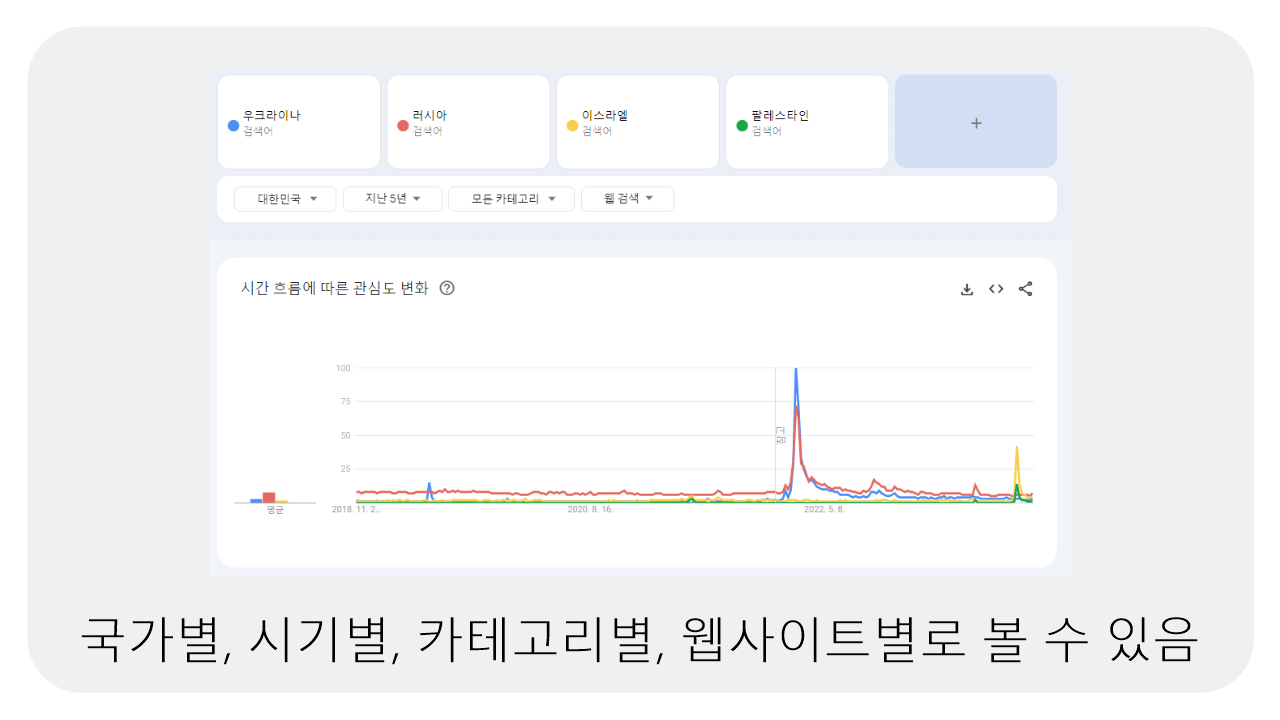 우크라이나 러시아 이스라엘 팔레스타인 +
검색어 검색어 검색어 검색어
대한민국 지난 5년 모든 카테고리 웹 검색
시간 흐름에 따른 관심도 변화 ?
100
75
50
25
참고
평균
2018. 11. 2... 2020. 8. 16. 2022. 5. 8.
국가별, 시기별, 카테고리별, 웹사이트별로 볼 수 있음